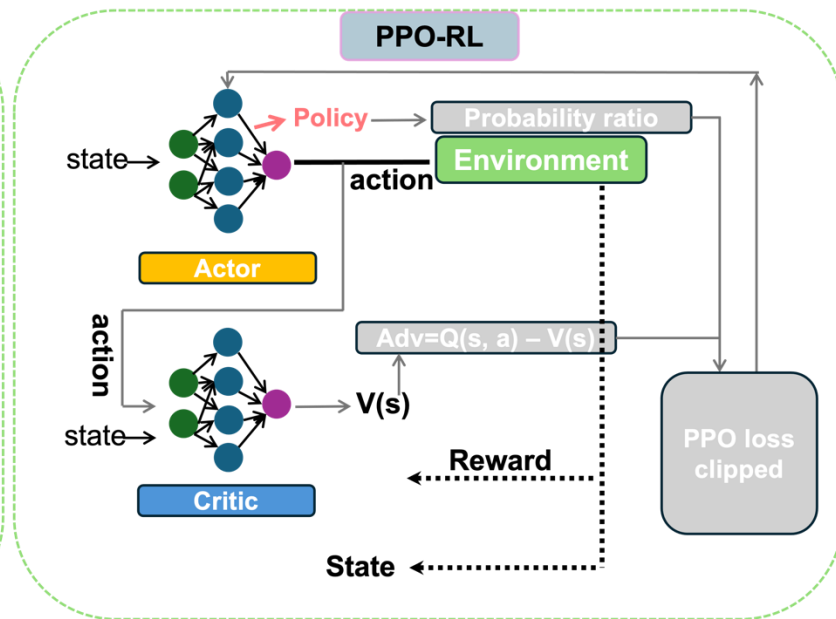 PPO-RL
Policy
Probability ratio
state
action
Environment
Actor
action
Adv=Q(s, a) – V(s)
state
V(s)
PPO loss
clipped
Reward
Critic
State